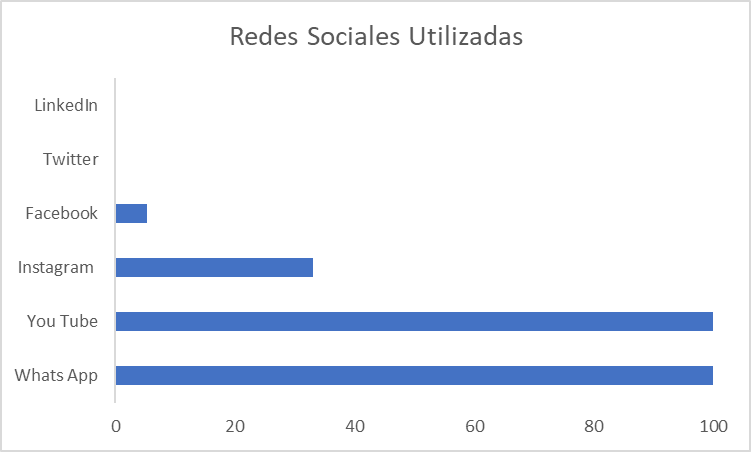 Redes Sociales Utilizadas
LinkedIn
Twitter
Facebook
Instagram
You Tube
Whats App
0 20 40 60 80 100